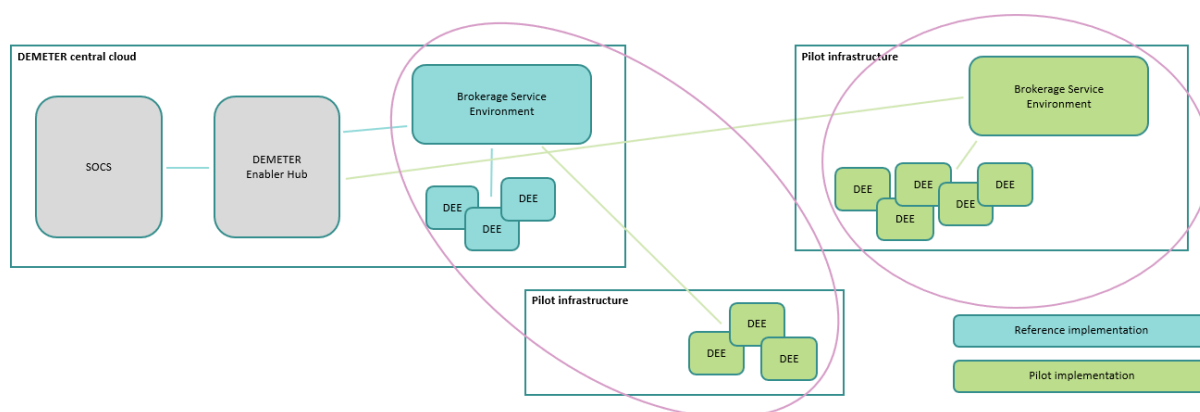 DEMETER central cloud
SOCS
DEMETER
Enabler Hub
Brokerage Service
Environment
DEE
DEE
DEE
Pilot infrastructure
Brokerage Service
Environment
DEE
DEE
DEE
DEE
DEE
Pilot infrastructure
DEE
DEE
DEE
Reference implementation
Pilot implementation